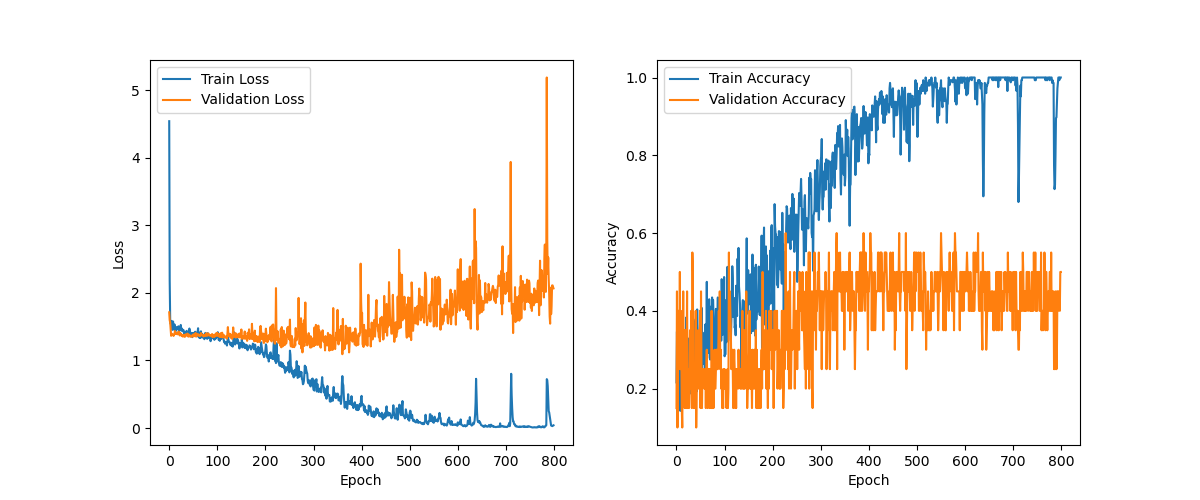 Train Loss
Validation Loss
5
4
3
2
1
0
Loss
0 100 200 300 400 500 600 700 800
Epoch
Train Accuracy
Validation Accuracy
1.0
0.8
0.6
0.4
0.2
Accuracy
0 100 200 300 400 500 600 700 800
Epoch